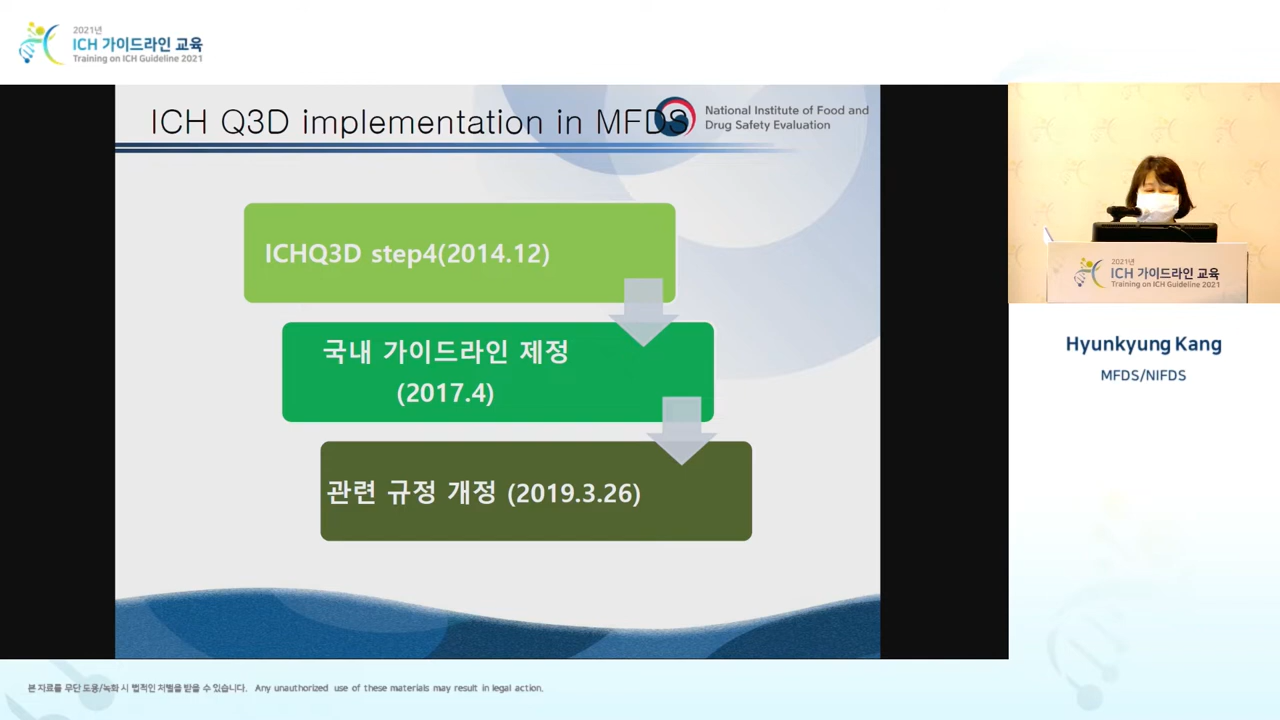 2021년
ICH 가이드라인 교육
Training on ICH Guideline 2021
ICH Q3D implementation in MFDS
National Institute of Food and
Drug Safety Evaluation
ICHQ3D step4(2014.12)
국내 가이드라인 제정
(2017.4)
관련 규정 개정 (2019.3.26)
2021년
ICH 가이드라인 교육
Training on ICH Guideline 2021
Hyunkyung Kang
MFDS/NIFDS
본 자료를 무단 도용/녹화 시 법적인 처벌을 받을 수 있습니다. Any unauthorized use of these materials may result in legal action.